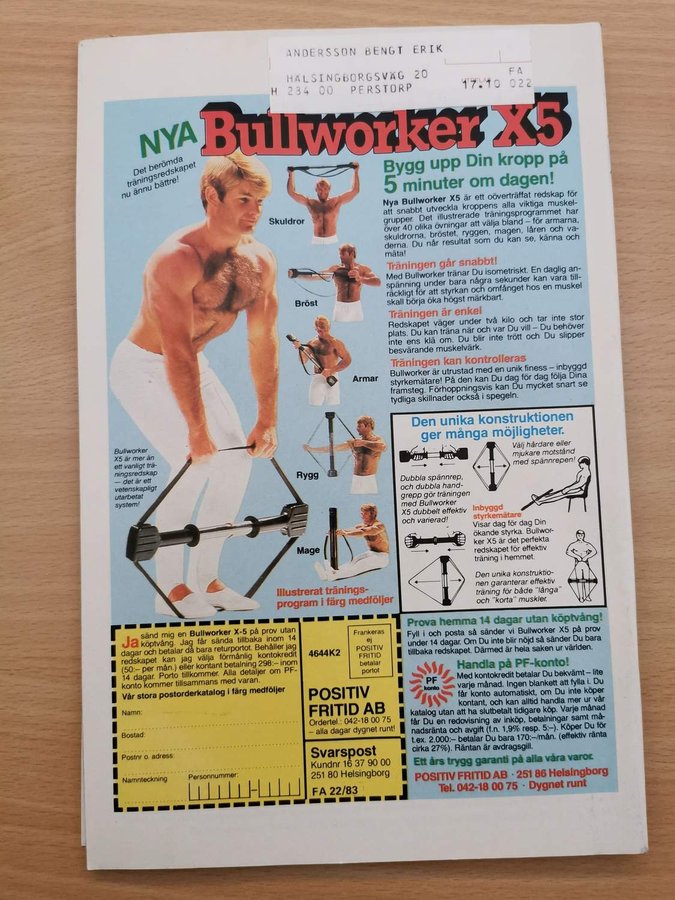 ANDERSSON BENGT ERIK
HÄLSINGBORGSVÄG 20
FA
H 284 00 PERSTORP
17.10 022
NYA Bullworker X5
Det berömda
träningsredskapet
nu ännu bättre!
Skuldror
Bröst
Armar
Rygg
Mage
Bullworker
X5 är mer än
ett vanligt trä-
ningsredskap
— det är ett
vetenskapligt
utarbetat
system!
Illustrerat tränings-
program i färg medföljer
Bygg upp Din kropp på
5 minuter om dagen!
Nya Bullworker X5 är ett oöverträffat redskap för
att snabbt utveckla kroppens alla viktiga muskel-
grupper. Det illustrerade träningsprogrammet har
över 40 olika övningar att välja bland – för armarna,
skuldrorna, bröstet, ryggen, magen, låren och va-
derna. Du når resultat som du kan se, känna och
mäta!
Träningen går snabbt!
Med Bullworker tränar Du isometriskt. En daglig an-
spänning under bara några sekunder kan vara till-
räckligt för att styrkan och omfånget hos en muskel
skall börja öka högst märkbart.
Träningen är enkel
Redskapet väger under två kilo och tar inte stor
plats. Du kan träna när och var Du vill – Du behöver
inte ens klä om. Du blir inte trött och Du slipper
besvärande muskelvärk.
Träningen kan kontrolleras
Bullworker är utrustad med en unik finess – inbyggd
styrkemätare! På den kan Du dag för dag följa Dina
framsteg. Förhoppningsvis kan Du mycket snart se
tydliga skillnader också i spegeln.
Den unika konstruktionen
ger många möjligheter.
Välj hårdare eller
mjukare motstånd
med spännrepen!
Dubbla spännrep,
och dubbla hand-
grepp gör träningen
med Bullworker
X5 dubbelt effektiv
och varierad!
Inbyggd
styrkemätare
Visar dag för dag Din
ökande styrka. Bullwor-
ker X5 är det perfekta
redskapet för effektiv
träning i hemmet.
Den unika konstruktio-
nen garanterar effektiv
träning för både "långa"
och "korta" muskler.
Ja sänd mig en Bullworker X-5 på prov utan
köptvång. Jag får sända tillbaka inom 14
dagar och betalar då bara returportot. Behåller jag
redskapet kan jag välja förmånlig kontokredit
(50:– per mån.) eller kontant betalning 298:– inom
14 dagar. Porto tillkommer. Alla detaljer om PF-
konto kommer tillsammans med varan.
Vår stora postorderkatalog i färg medföljer
Namn:
Bostad:
Postnr o. adress:
Namnteckning
Personnummer:
4644K2
Frankeras
ej
POSITIV
FRITID
betalar
portot
POSITIV
FRITID AB
Ordertel.: 042-18 00 75
– alla dagar dygnet runt!
Svarspost
Kundnr 16 37 90 00
251 80 Helsingborg
FA 22/83
Prova hemma 14 dagar utan köptvång!
Fyll i och posta så sänder vi Bullworker X5 på prov
under 14 dagar. Om Du inte blir nöjd så sänder Du bara
tillbaka redskapet. Därmed är hela saken ur världen.
PF
konto
Handla på PF-konto!
Med kontokredit betalar Du bekvämt – lite
varje månad. Ingen blankett att fylla i. Du
får konto automatiskt, om Du inte köper
kontant, och kan alltid handla mer ur vår
katalog utan att ha slutbetalt tidigare köp. Varje månad
får Du en redovisning av inköp, betalningar samt må-
nadsränta och avgift (f.n. 1,9% resp. 5:–). Köper Du för
t.ex. 2.000:– betalar Du bara 170:–/mån. (effektiv ränta
cirka 27%). Räntan är avdragsgill.
Ett års trygg garanti på alla våra varor.
POSITIV FRITID AB · 251 86 Helsingborg
Tel. 042-18 00 75 · Dygnet runt